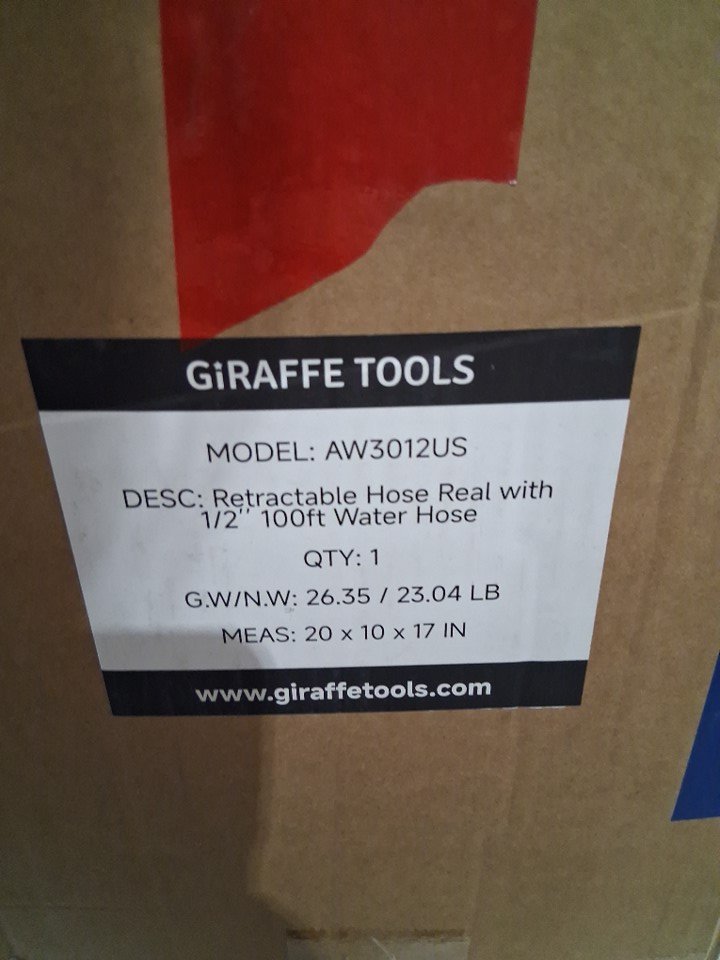 GiRAFFE TOOLS
MODEL: AW3012US
DESC: Retractable Hose Real with
1/2'' 100ft Water Hose
QTY: 1
G.W/N.W: 26.35 / 23.04 LB
MEAS: 20 x 10 x 17 IN
www.giraffetools.com